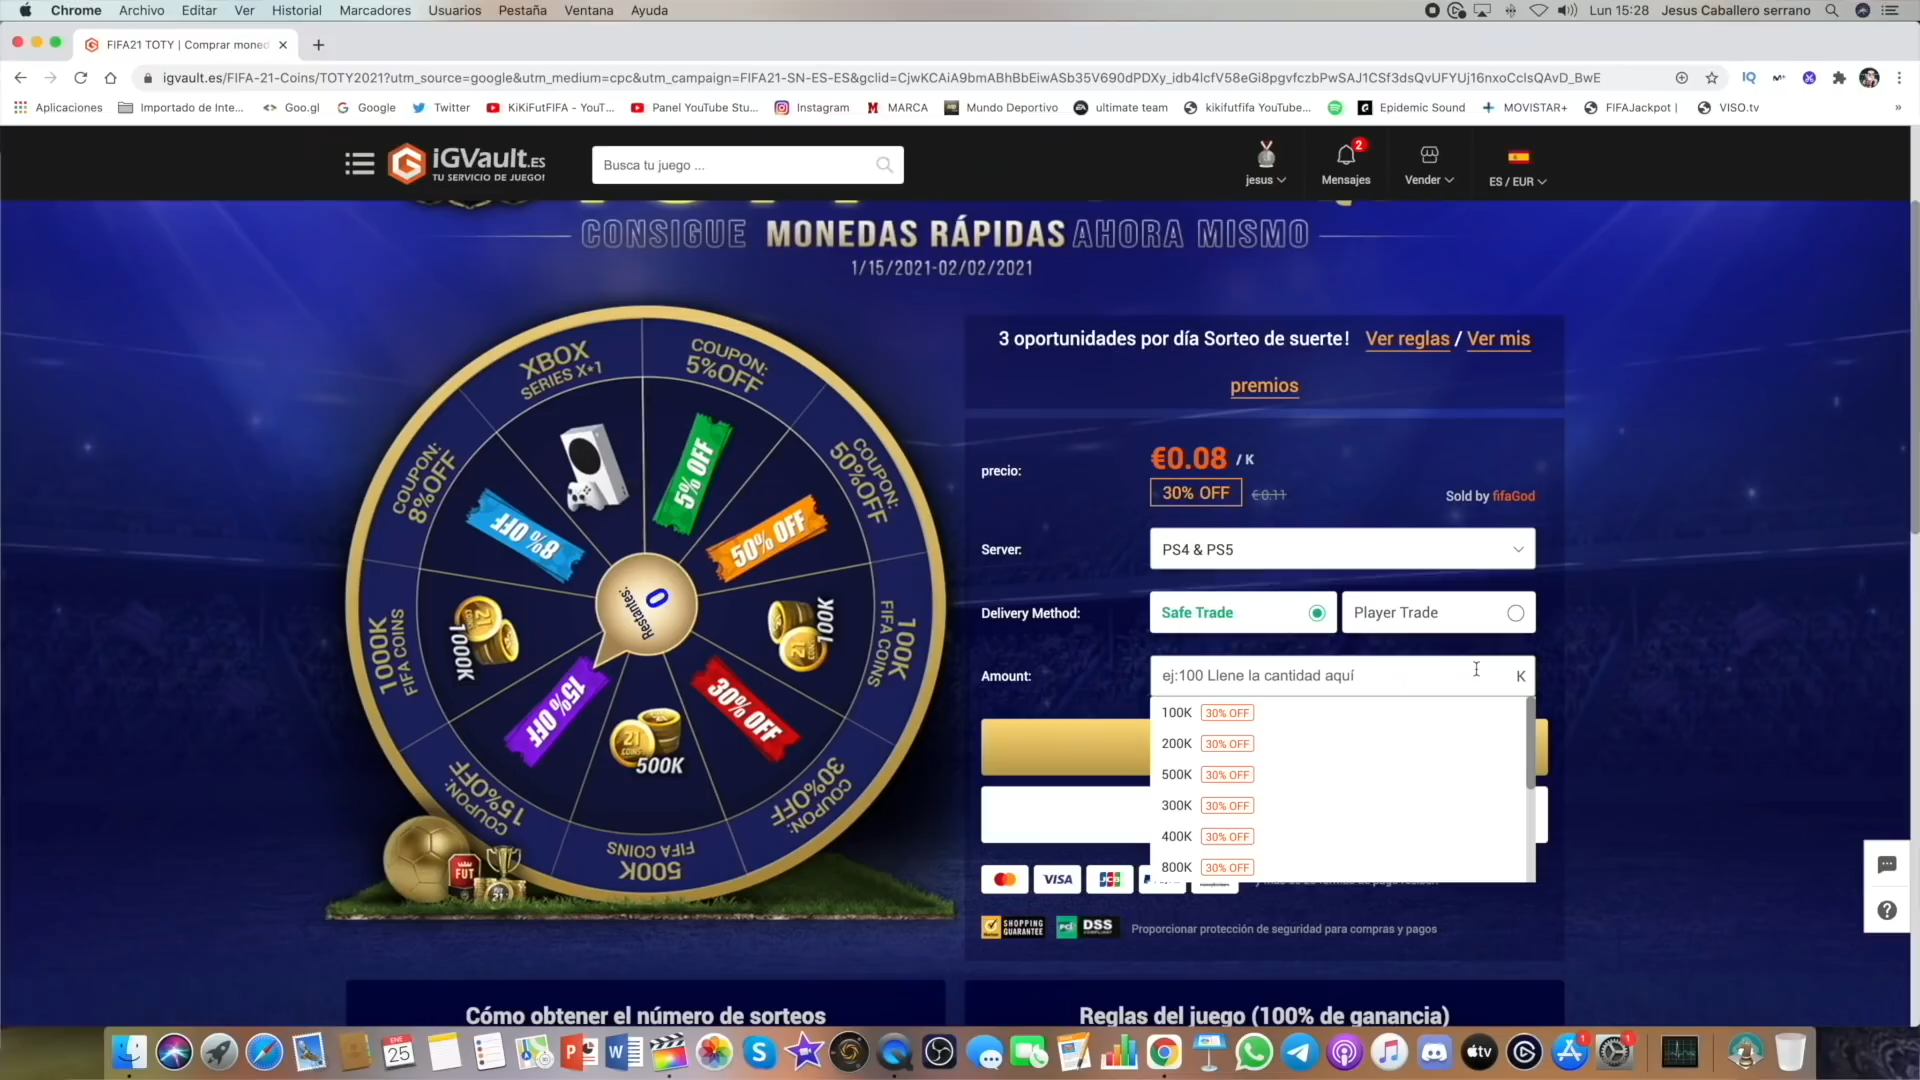 Chrome Archivo Editar Ver Historial Marcadores Usuarios Pestaña Ventana Ayuda
Lun 15:28 Jesus Caballero serrano
FIFA21 TOTY | Comprar moned
igvault.es/FIFA-21-Coins/TOTY2021?utm_source=google&utm_medium=cpc&utm_campaign=FIFA21-SN-ES-ES&gclid=CjwKCAiA9bmABhBbEiwASb35V690dPDXy_idb4lcfV58eGi8pgvfczbPwSAJ1CSf3dsQvUFYUj16nxoCclsQAvD_BwE
Aplicaciones Importado de Inte... Goo.gl Google Twitter KiKiFutFIFA - YouT... Panel YouTube Stu... Instagram MARCA Mundo Deportivo ultimate team kikifutfifa YouTube... Epidemic Sound MOVISTAR+ FIFAJackpot | VISO.tv »
iGVault.ES
TU SERVICIO DE JUEGO!
Busca tu juego ...
jesus
2
Mensajes
Vender
ES / EUR
CONSIGUE MONEDAS RÁPIDAS AHORA MISMO
1/15/2021-02/02/2021
3 oportunidades por día Sorteo de suerte! Ver reglas / Ver mis
premios
XBOX
SERIES X*1
COUPON:
5%OFF
COUPON:
50%OFF
100K
FIFA COINS
COUPON:
30%OFF
500K
FIFA COINS
COUPON:
15%OFF
1000K
FIFA COINS
COUPON:
8%OFF
5% OFF
50% OFF
100K
30% OFF
500K
15% OFF
1000K
8% OFF
Restantes:
0
precio:
€0.08 / K
30% OFF €0.11
Sold by fifaGod
Server:
PS4 & PS5
Delivery Method:
Safe Trade
Player Trade
Amount:
ej:100 Llene la cantidad aquí
K
100K 30% OFF
200K 30% OFF
500K 30% OFF
300K 30% OFF
400K 30% OFF
800K 30% OFF
VISA
JCB
SHOPPING
GUARANTEE
DSS
Proporcionar protección de seguridad para compras y pagos
FUT
21
Cómo obtener el número de sorteos
Reglas del juego (100% de ganancia)
ENE
25
tv